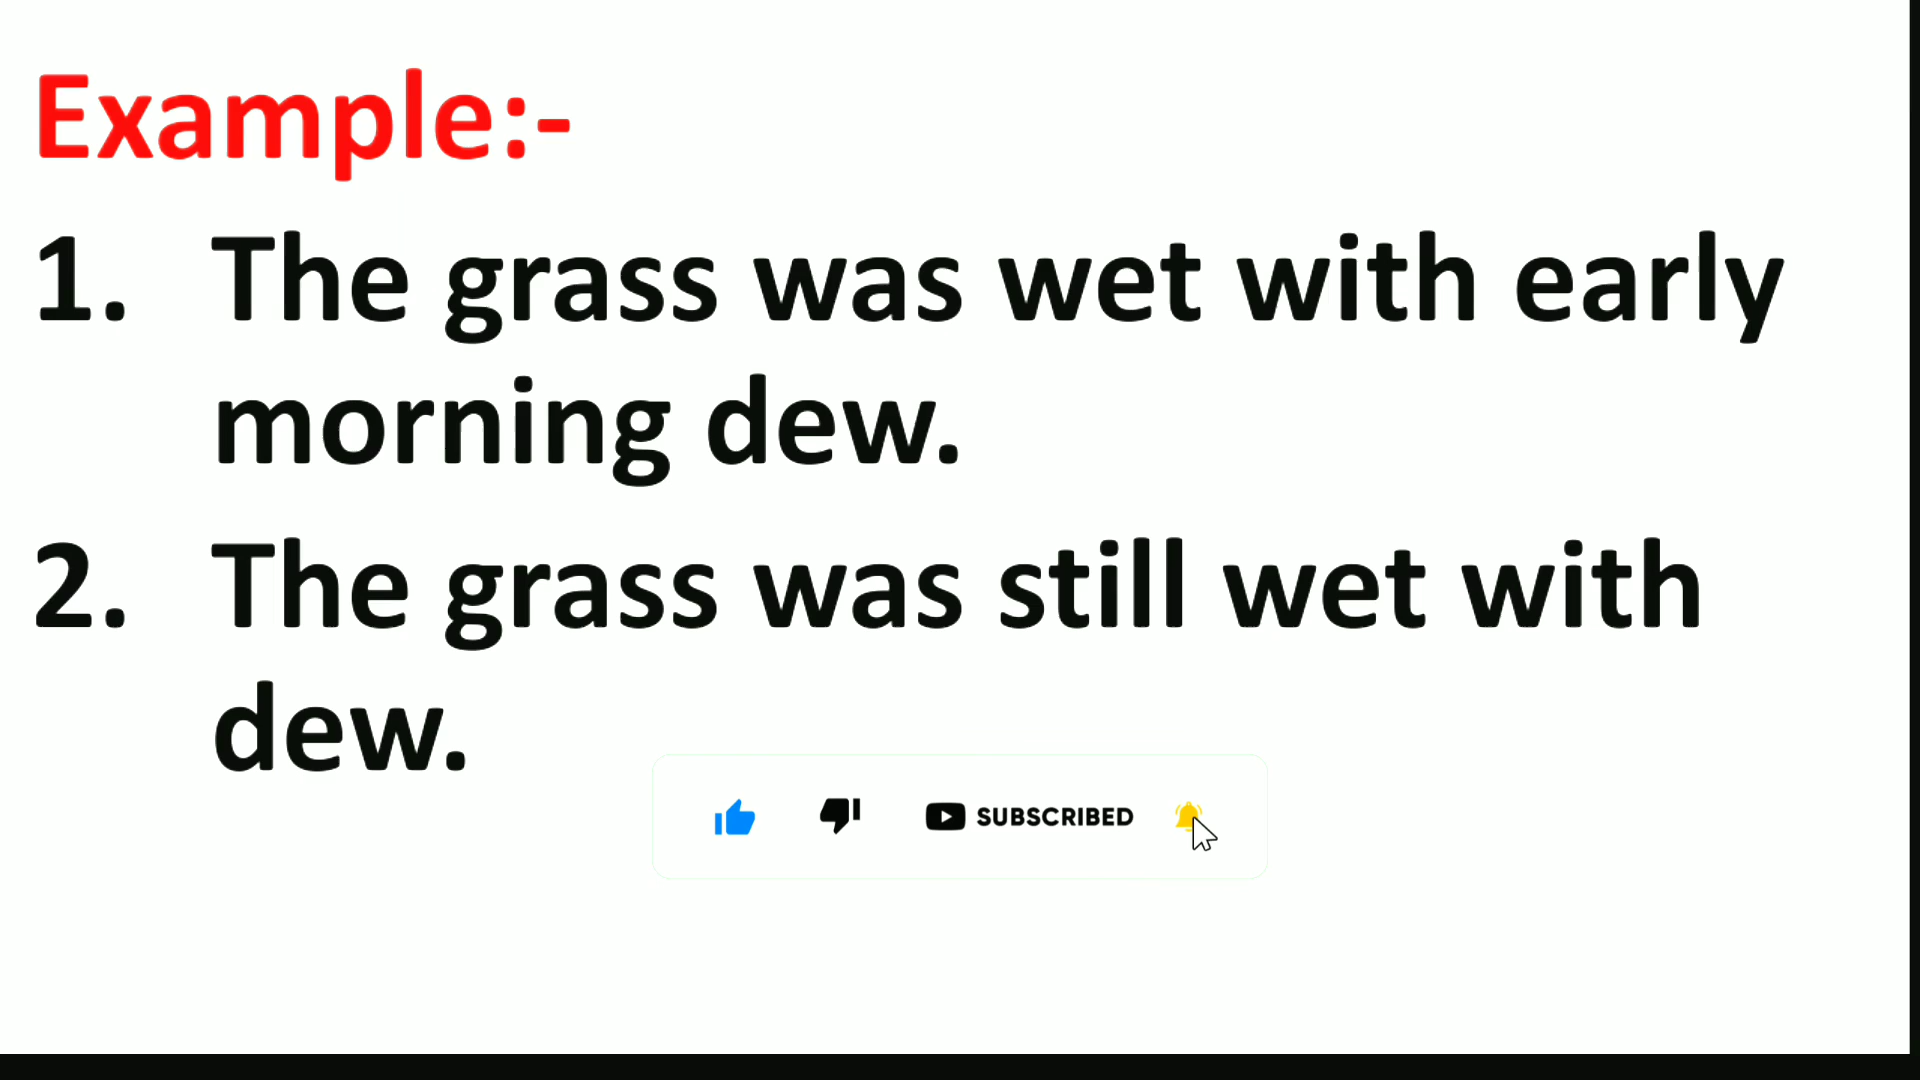 Example:-
1. The grass was wet with early
morning dew.
2. The grass was still wet with
dew.
SUBSCRIBED